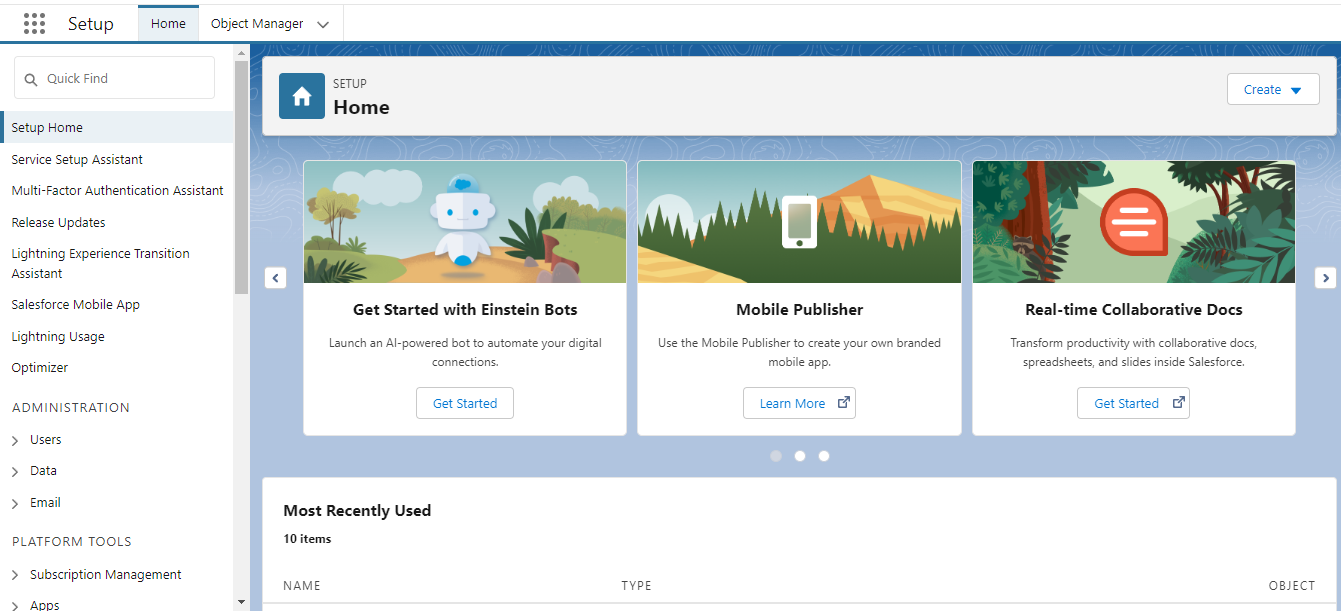 Setup
Home
Object Manager
Quick Find
Setup Home
Service Setup Assistant
Multi-Factor Authentication Assistant
Release Updates
Lightning Experience Transition
Assistant
Salesforce Mobile App
Lightning Usage
Optimizer
ADMINISTRATION
Users
Data
Email
PLATFORM TOOLS
Subscription Management
Apps
SETUP
Home
Create
Get Started with Einstein Bots
Launch an AI-powered bot to automate your digital
connections.
Get Started
Mobile Publisher
Use the Mobile Publisher to create your own branded
mobile app.
Learn More
Real-time Collaborative Docs
Transform productivity with collaborative docs,
spreadsheets, and slides inside Salesforce.
Get Started
Most Recently Used
10 items
NAME
TYPE
OBJECT